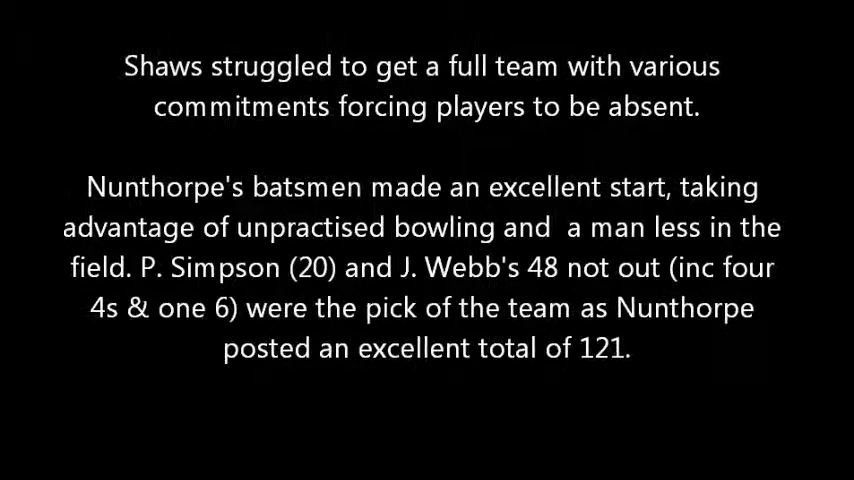 Shaws struggled to get a full team with various
commitments forcing players to be absent.
Nunthorpe's batsmen made an excellent start, taking
advantage of unpractised bowling and  a man less in the
field. P. Simpson (20) and J. Webb's 48 not out (inc four
4s & one 6) were the pick of the team as Nunthorpe
posted an excellent total of 121.